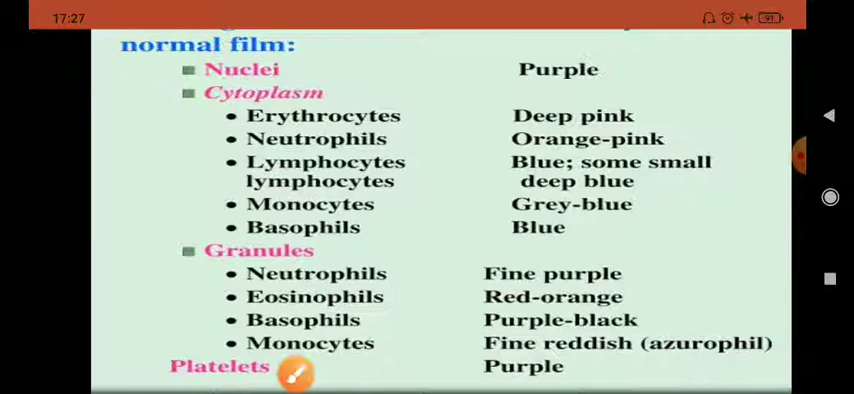 17:27
93
normal film:
Nuclei Purple
Cytoplasm
Erythrocytes Deep pink
Neutrophils Orange-pink
Lymphocytes Blue; some small
lymphocytes deep blue
Monocytes Grey-blue
Basophils Blue
Granules
Neutrophils Fine purple
Eosinophils Red-orange
Basophils Purple-black
Monocytes Fine reddish (azurophil)
Platelets Purple